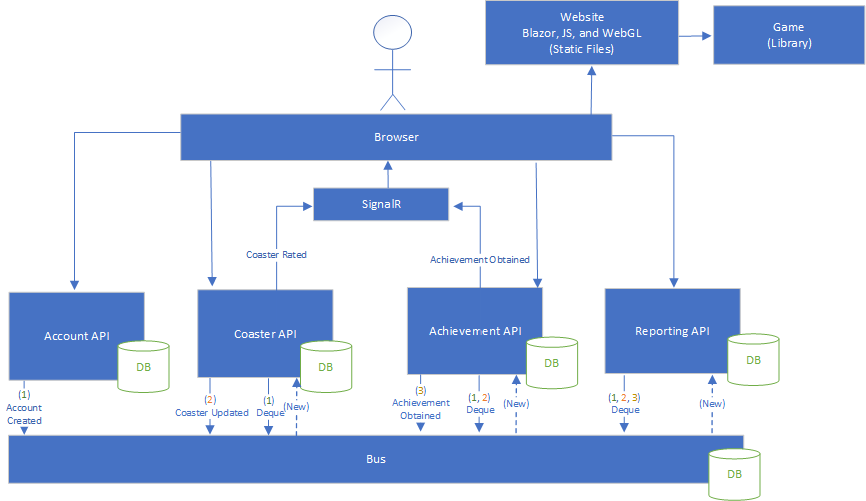 Website
Blazor, JS, and WebGL
(Static Files)
Game
(Library)
Browser
SignalR
Coaster Rated
Achievement Obtained
Account API
DB
Coaster API
DB
Achievement API
DB
Reporting API
DB
(1)
Account
Created
(2)
Coaster Updated
(1)
Deque
(New)
(3)
Achievement
Obtained
(1, 2)
Deque
(New)
(1, 2, 3)
Deque
(New)
Bus
DB